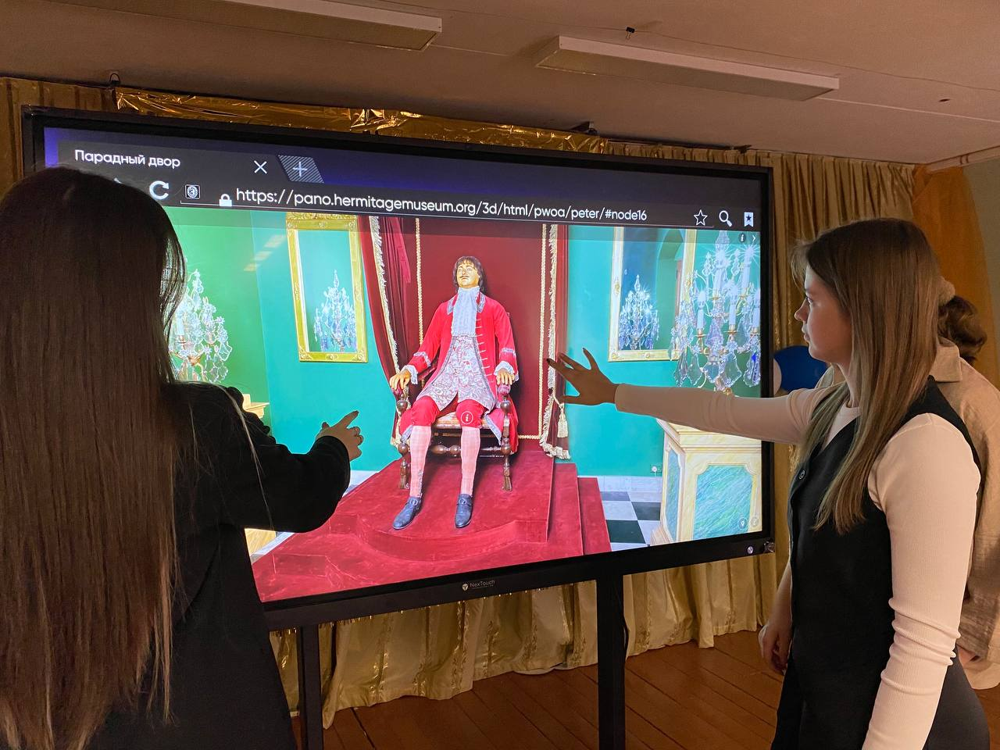 Парадный двор
https://pano.hermitagemuseum.org/3d/html/pwoa/peter/#node16
NexTouch